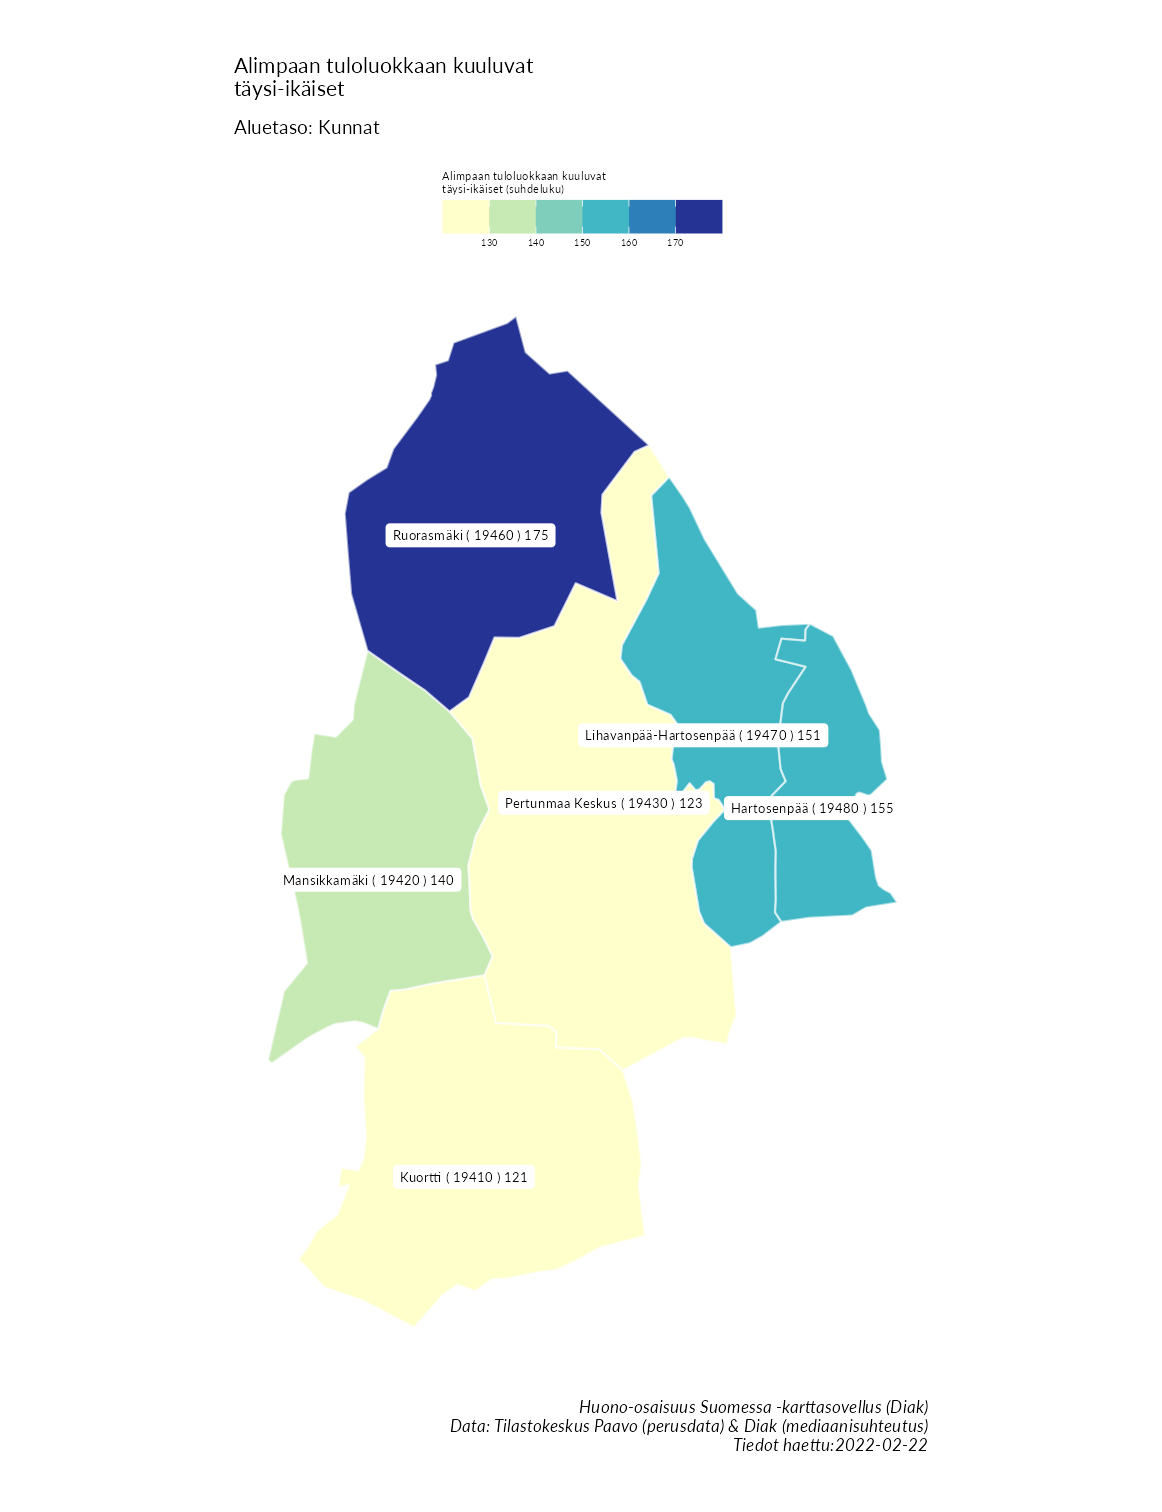 Alimpaan tuloluokkaan kuuluvat
täysi-ikäiset
Aluetaso: Kunnat
Alimpaan tuloluokkaan kuuluvat
täysi-ikäiset (suhdeluku)
130 140 150 160 170
Ruorasmäki ( 19460 ) 175
Lihavanpää-Hartosenpää ( 19470 ) 151
Pertunmaa Keskus ( 19430 ) 123
Hartosenpää ( 19480 ) 155
Mansikkamäki ( 19420 ) 140
Kuortti ( 19410 ) 121
Huono-osaisuus Suomessa -karttasovellus (Diak)
Data: Tilastokeskus Paavo (perusdata) & Diak (mediaanisuhteutus)
Tiedot haettu:2022-02-22